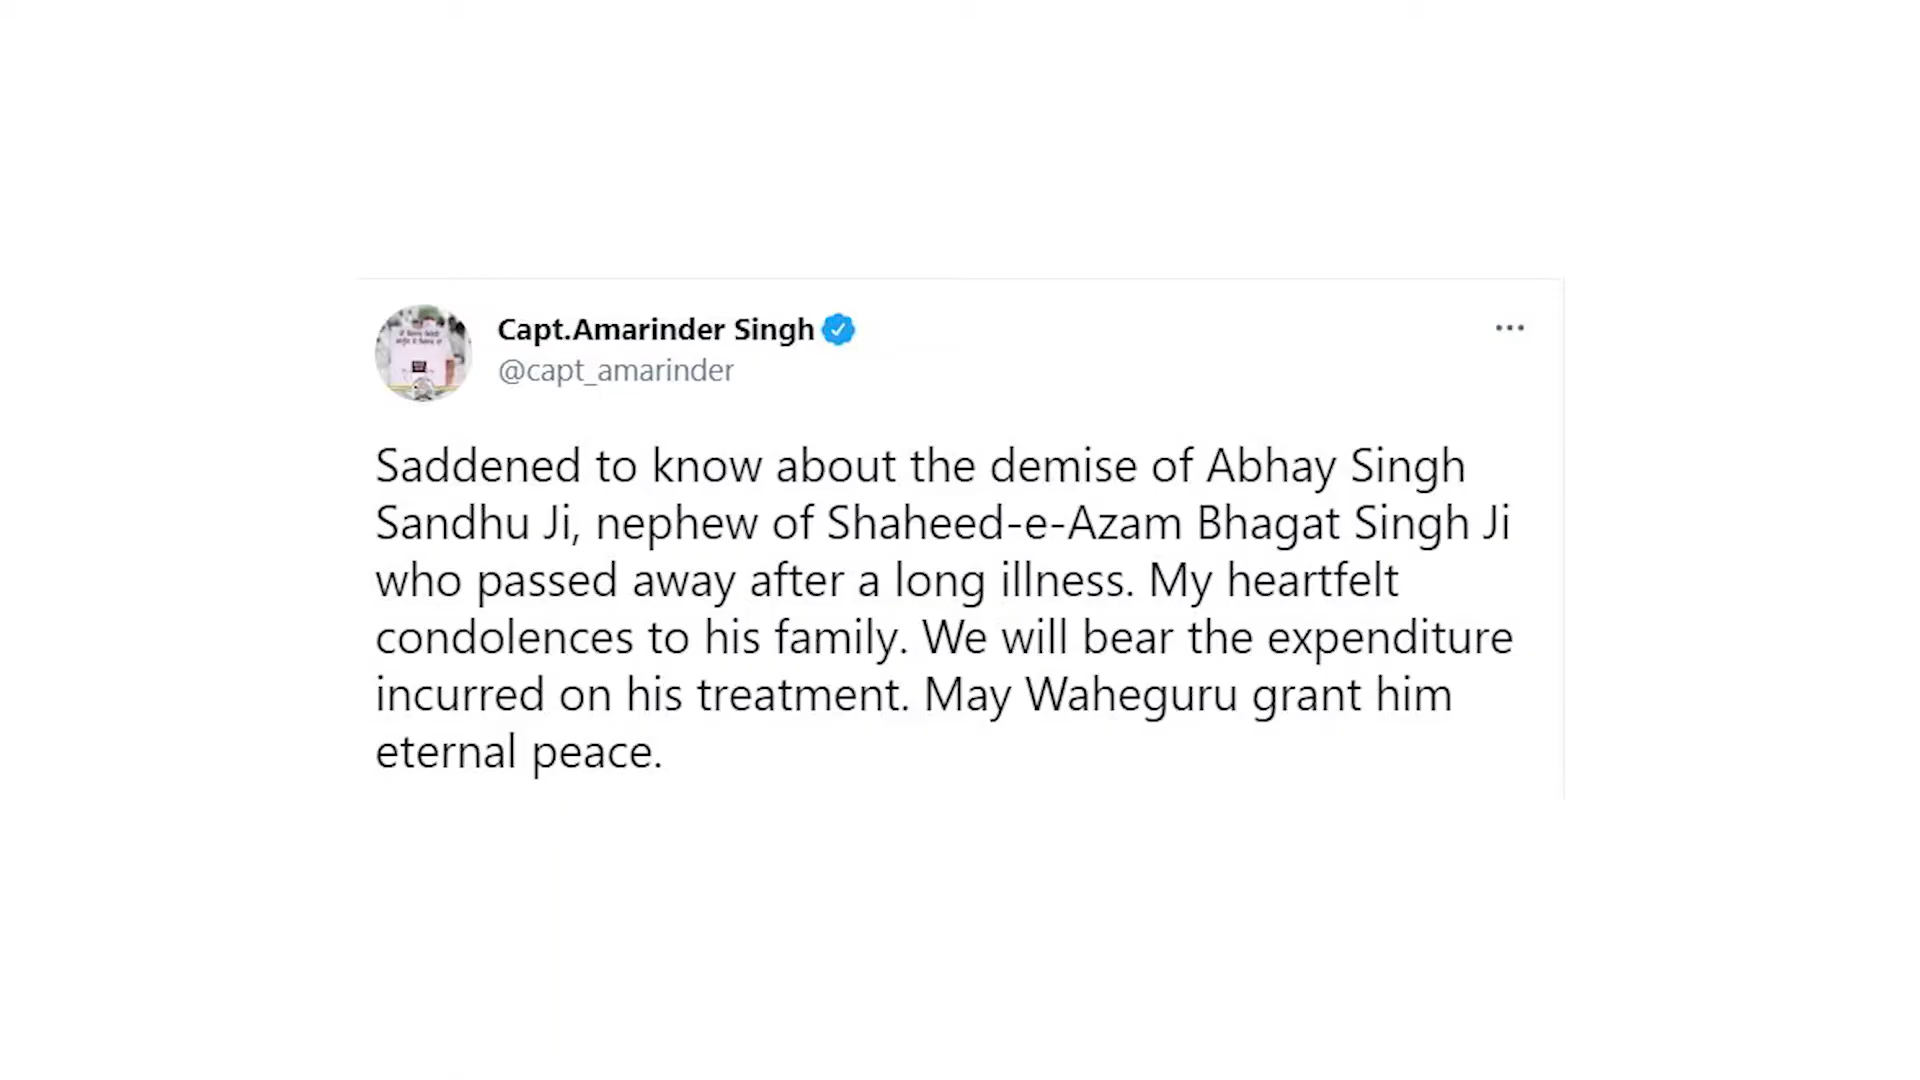 Capt.Amarinder Singh
@capt_amarinder
Saddened to know about the demise of Abhay Singh
Sandhu Ji, nephew of Shaheed-e-Azam Bhagat Singh Ji
who passed away after a long illness. My heartfelt
condolences to his family. We will bear the expenditure
incurred on his treatment. May Waheguru grant him
eternal peace.